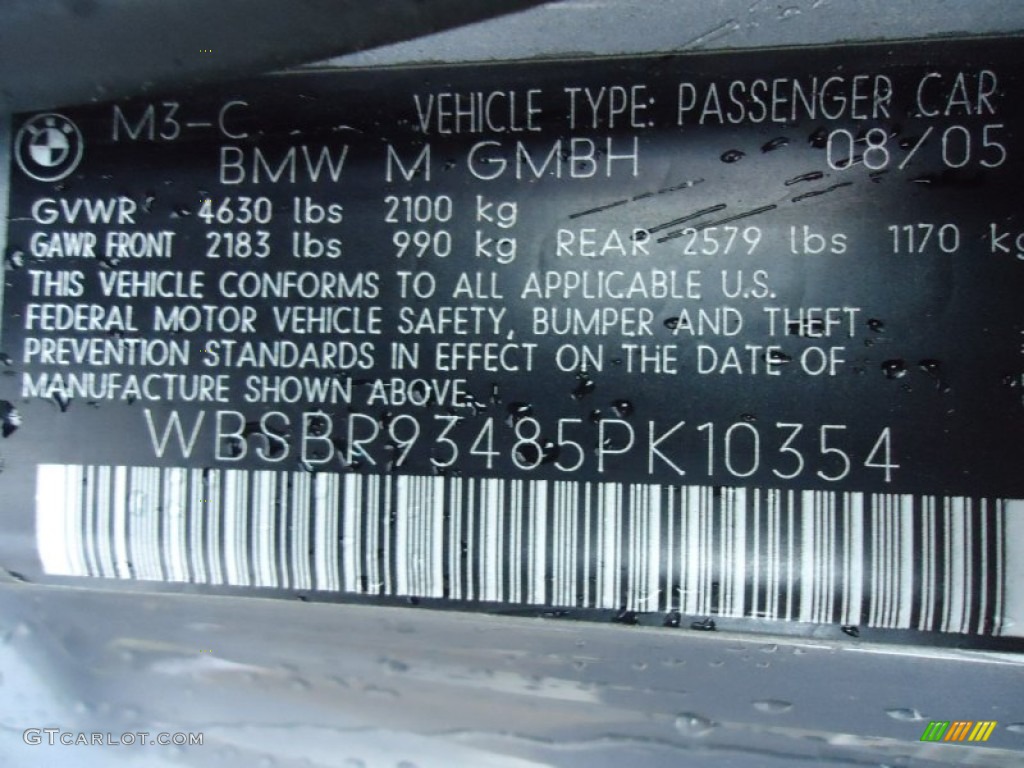 M3-C VEHICLE TYPE: PASSENGER CAR
BMW M GMBH 08/05
GVWR 4630 lbs 2100 kg
GAWR FRONT 2183 lbs 990 kg REAR 2579 lbs 1170 kg
THIS VEHICLE CONFORMS TO ALL APPLICABLE U.S.
FEDERAL MOTOR VEHICLE SAFETY, BUMPER AND THEFT
PREVENTION STANDARDS IN EFFECT ON THE DATE OF
MANUFACTURE SHOWN ABOVE.
WBSBR93485PK10354
GTCARLOT.COM